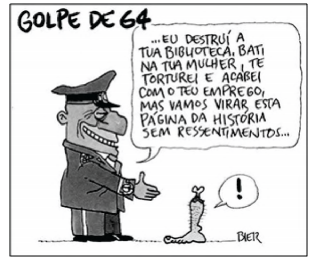 GOLPE DE 64
...EU DESTRUÍ A
TUA BIBLIOTECA, BATI
NA TUA MULHER, TE
TORTUREI E ACABEI
COM O TEU EMPREGO,
MAS VAMOS VIRAR ESTA
PÁGINA DA HISTÓRIA
SEM RESSENTIMENTOS...
!
BIER